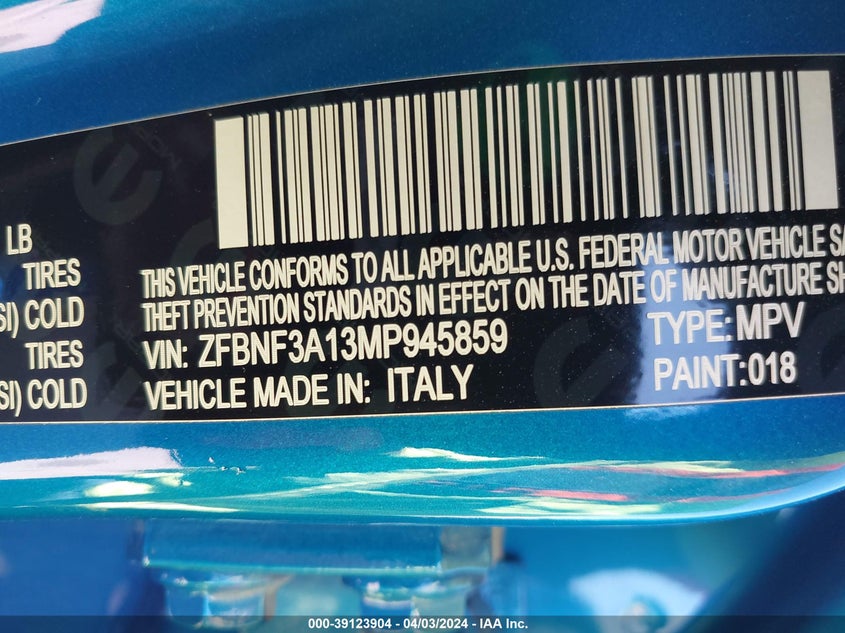 LB
TIRES
SI) COLD
TIRES
SI) COLD
THIS VEHICLE CONFORMS TO ALL APPLICABLE U.S. FEDERAL MOTOR VEHICLE SA
THEFT PREVENTION STANDARDS IN EFFECT ON THE DATE OF MANUFACTURE SH
VIN: ZFBNF3A13MP945859 TYPE: MPV
VEHICLE MADE IN: ITALY PAINT:018
000-39123904 - 04/03/2024 - IAA Inc.